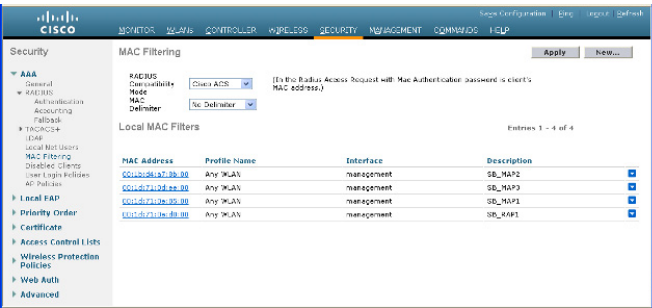 Save Configuration Ping Logout Refresh
CISCO
MONITOR WLANs CONTROLLER WIRELESS SECURITY MANAGEMENT COMMANDS HELP
Security
MAC Filtering
Apply
New...
AAA
General
RADIUS
Authentication
Accounting
Fallback
TACACS+
LDAP
Local Net Users
MAC Filtering
Disabled Clients
User Login Policies
AP Policies
Local EAP
Priority Order
Certificate
Access Control Lists
Wireless Protection
Policies
Web Auth
Advanced
RADIUS
Compatibility
Mode
Cisco ACS
(In the Radius Access Request with Mac Authentication password is client's
MAC address.)
MAC
Delimiter
No Delimiter
Local MAC Filters
Entries 1 - 4 of 4
MAC Address Profile Name Interface Description
Any WLAN management SB_MAP2
Any WLAN management SB_MAP3
Any WLAN management SB_MAP1
Any WLAN management SB_RAP1